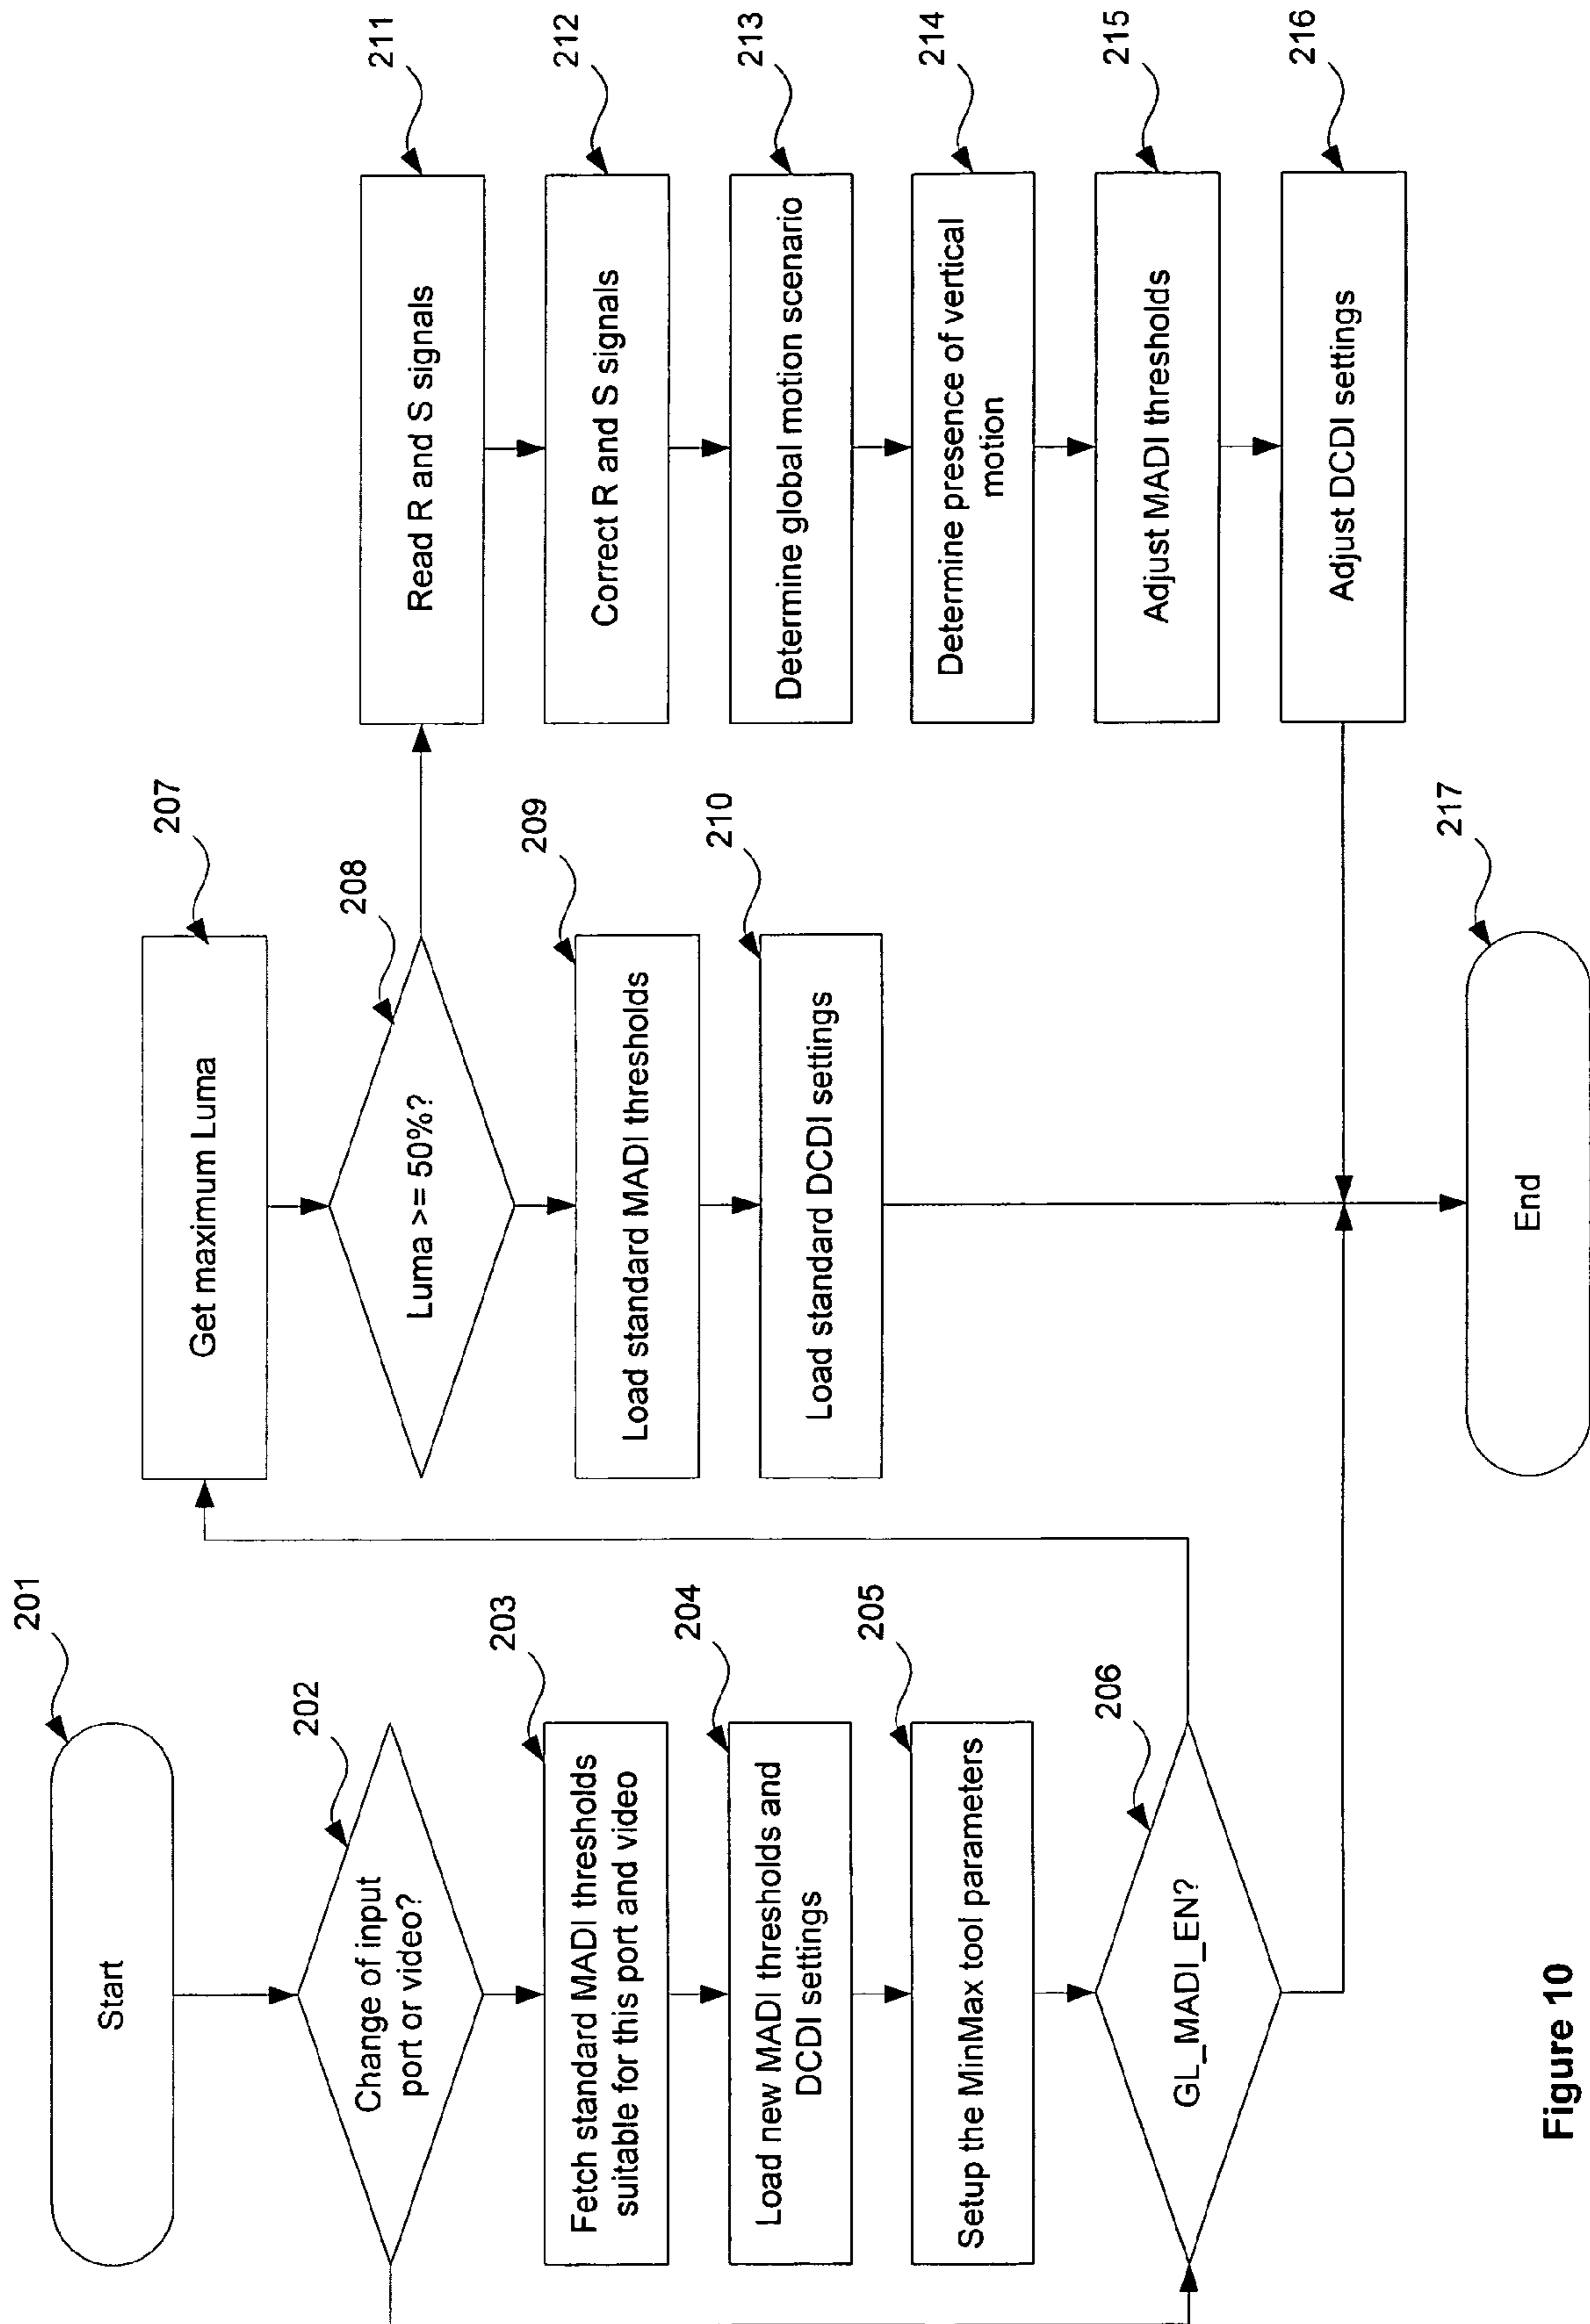 201
Start
202
Change of input
port or video?
203
Fetch standard MADI thresholds
suitable for this port and video
204
Load new MADI thresholds and
DCDI settings
205
Setup the MinMax tool parameters
206
GL_MADI_EN?
207
Get maximum Luma
208
Luma >= 50%?
209
Load standard MADI thresholds
210
Load standard DCDI settings
211
Read R and S signals
212
Correct R and S signals
213
Determine global motion scenario
214
Determine presence of vertical
motion
215
Adjust MADI thresholds
216
Adjust DCDI settings
217
End
Figure 10